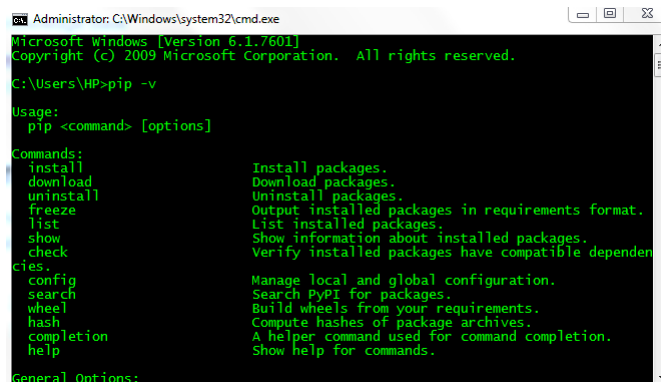 Administrator: C:\Windows\system32\cmd.exe
Microsoft Windows [Version 6.1.7601]
Copyright (c) 2009 Microsoft Corporation.  All rights reserved.
C:\Users\HP>pip -v
Usage:
  pip <command> [options]
Commands:
  install                     Install packages.
  download                    Download packages.
  uninstall                   Uninstall packages.
  freeze                      Output installed packages in requirements format.
  list                        List installed packages.
  show                        Show information about installed packages.
  check                       Verify installed packages have compatible dependen
cies.
  config                      Manage local and global configuration.
  search                      Search PyPI for packages.
  wheel                       Build wheels from your requirements.
  hash                        Compute hashes of package archives.
  completion                  A helper command used for command completion.
  help                        Show help for commands.
General Options: